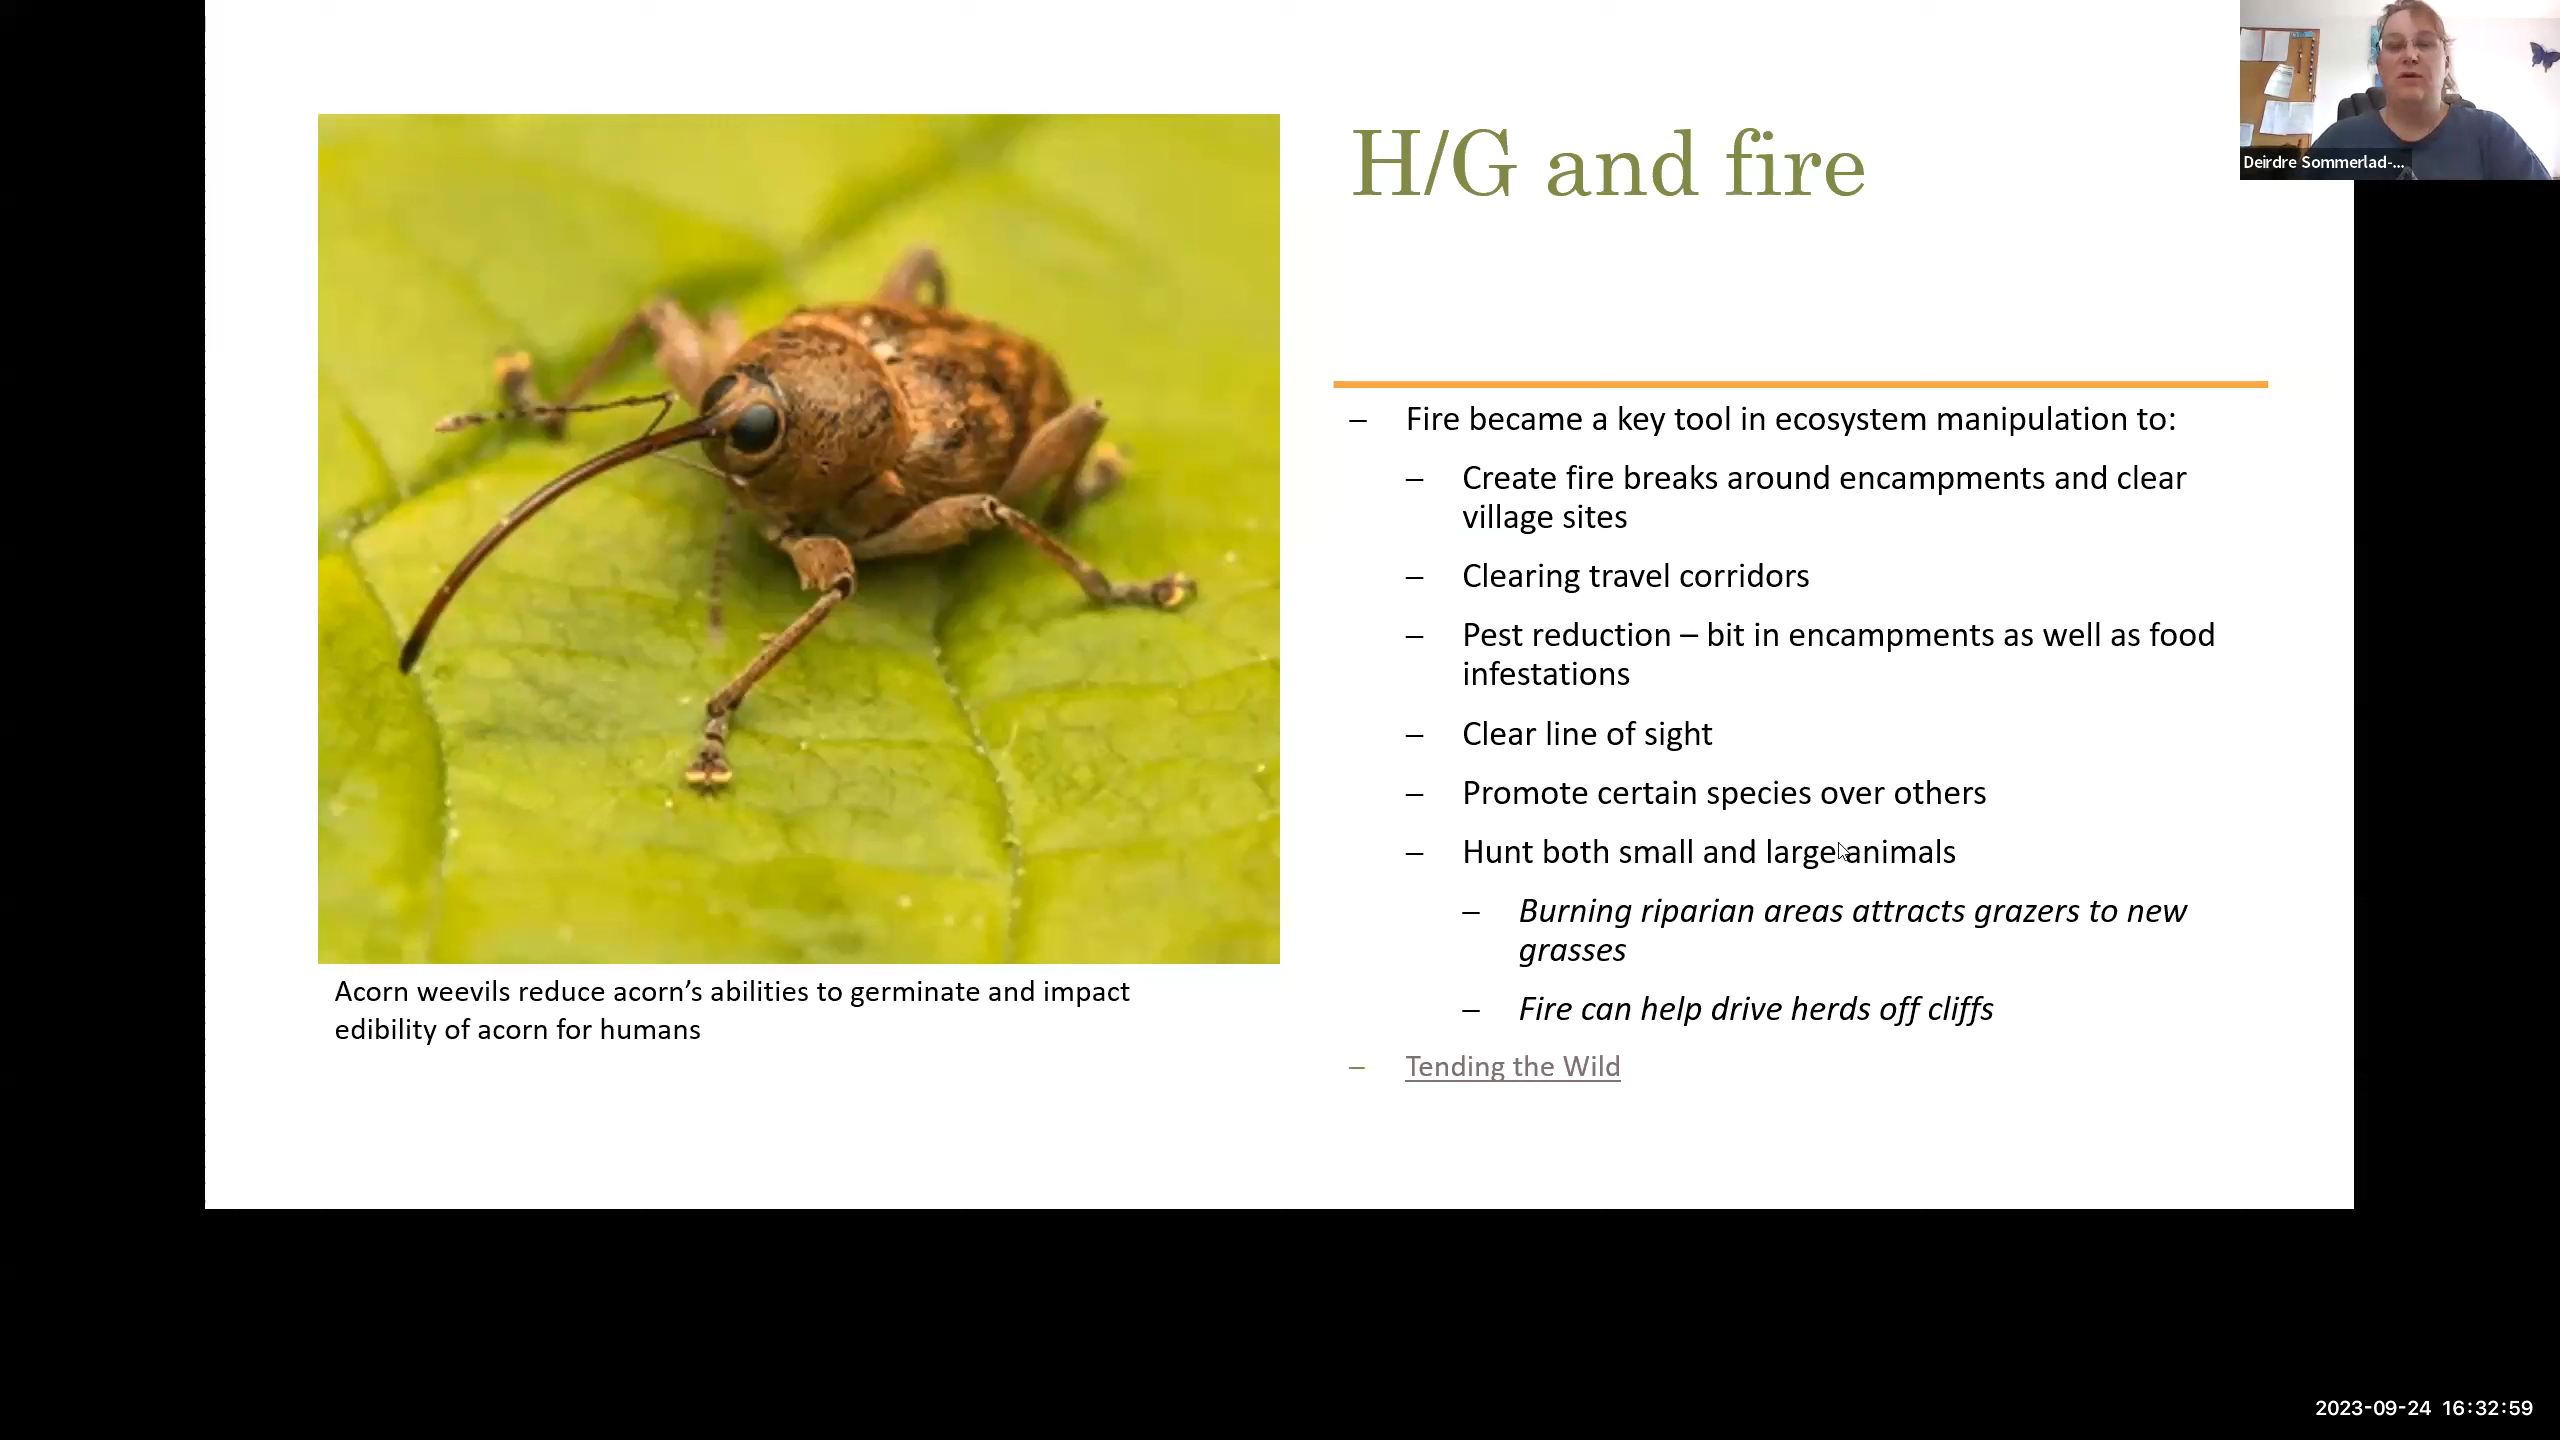 H/G and fire
Deirdre Sommerlad-...
– Fire became a key tool in ecosystem manipulation to:
– Create fire breaks around encampments and clear
village sites
– Clearing travel corridors
– Pest reduction – bit in encampments as well as food
infestations
– Clear line of sight
– Promote certain species over others
– Hunt both small and large animals
– Burning riparian areas attracts grazers to new
grasses
– Fire can help drive herds off cliffs
– Tending the Wild
Acorn weevils reduce acorn’s abilities to germinate and impact
edibility of acorn for humans
2023-09-24 16:32:59